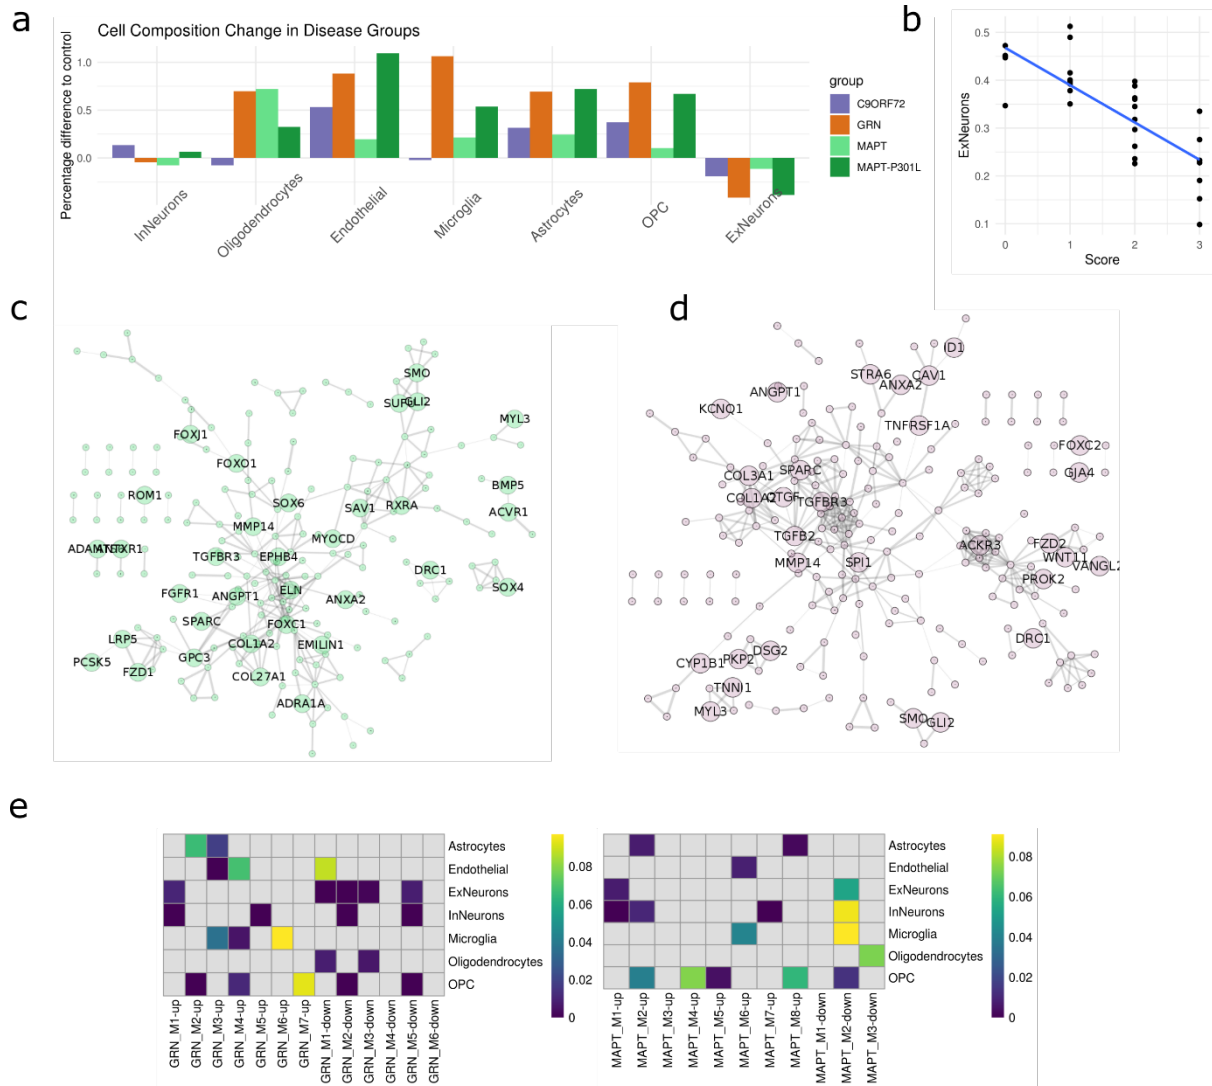 a
Cell Composition Change in Disease Groups
Percentage difference to control
1.0
0.5
0.0
InNeurons
Oligodendrocytes
Endothelial
Microglia
Astrocytes
OPC
ExNeurons
group
C9ORF72
GRN
MAPT
MAPT-P301L
b
ExNeurons
0.5
0.4
0.3
0.2
0.1
0
1
2
3
Score
c
SMO
GLI2
MYL3
FOXJ1
FOXO1
BMP5
ROM1
SOX6
SAV1
RXRA
ACVR1
MMP14
MYOCD
TGFBR3
EPHB4
DRC1
SOX4
FGFR1
ANGPT1
ELN
ANXA2
SPARC
FOXC1
LRP5
COL1A2
EMILIN1
PCSK5
FZD1
GPC3
COL27A1
ADRA1A
d
STRA6
ANXA2
CAV1
ANGPT1
KCNQ1
TNFRSF1A
FOXC2
COL3A1
SPARC
GJA4
COL1A2
TGFBR3
TGFB2
ACKR3
FZD2
MMP14
SPI1
WNT11
VANGL2
PROK2
DRC1
CYP1B1
PKP2
DSG2
TNNI1
MYL3
SMO
GLI2
e
Astrocytes
Endothelial
ExNeurons
InNeurons
Microglia
Oligodendrocytes
OPC
GRN_M1-up
GRN_M2-up
GRN_M3-up
GRN_M4-up
GRN_M5-up
GRN_M6-up
GRN_M7-up
GRN_M1-down
GRN_M2-down
GRN_M3-down
GRN_M4-down
GRN_M5-down
GRN_M6-down
0.08
0.06
0.04
0.02
0
Astrocytes
Endothelial
ExNeurons
InNeurons
Microglia
Oligodendrocytes
OPC
MAPT_M1-up
MAPT_M2-up
MAPT_M3-up
MAPT_M4-up
MAPT_M5-up
MAPT_M6-up
MAPT_M7-up
MAPT_M8-up
MAPT_M1-down
MAPT_M2-down
MAPT_M3-down
0.08
0.06
0.04
0.02
0